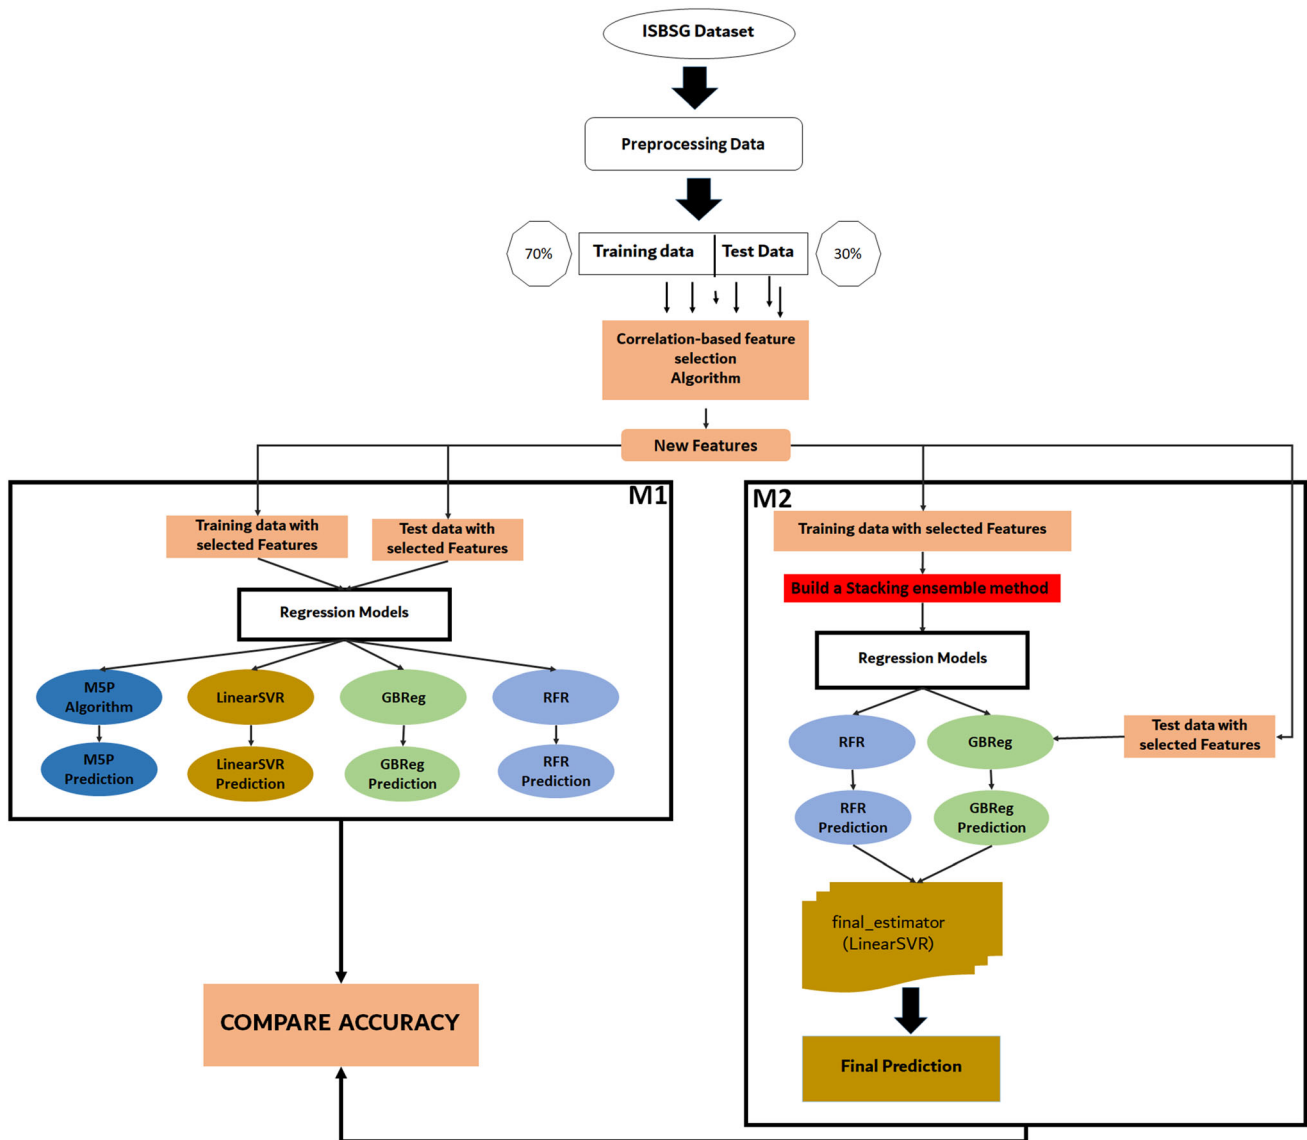 ISBSG Dataset
Preprocessing Data
70%
Training data
Test Data
30%
Correlation-based feature
selection
Algorithm
New Features
M1
Training data with
selected Features
Test data with
selected Features
Regression Models
M5P
Algorithm
LinearSVR
GBReg
RFR
M5P
Prediction
LinearSVR
Prediction
GBReg
Prediction
RFR
Prediction
M2
Training data with selected Features
Build a Stacking ensemble method
Regression Models
RFR
GBReg
Test data with
selected Features
RFR
Prediction
GBReg
Prediction
final_estimator
(LinearSVR)
Final Prediction
COMPARE ACCURACY